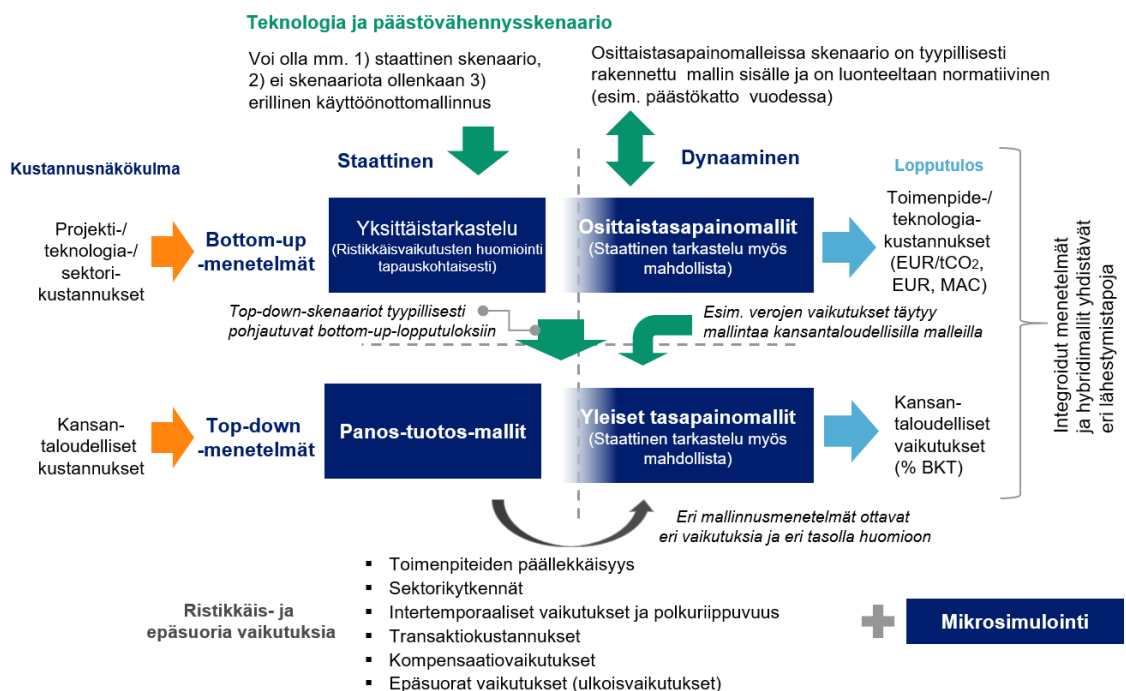 Teknologia ja päästövähennysskenaario
Voi olla mm. 1) staattinen skenaario,
2) ei skenaariota ollenkaan 3)
erillinen käyttöönottomallinnus
Osittaistasapainomalleissa skenaario on tyypillisesti
rakennettu mallin sisälle ja on luonteeltaan normatiivinen
(esim. päästökatto vuodessa)
Kustannusnäkökulma
Staattinen
Dynaaminen
Lopputulos
Projekti-/
teknologia-/
sektori-
kustannukset
Bottom-up
-menetelmät
Yksittäistarkastelu
(Ristikkäisvaikutusten huomiointi
tapauskohtaisesti)
Osittaistasapainomallit
(Staattinen tarkastelu myös
mahdollista)
Toimenpide-/
teknologia-
kustannukset
(EUR/tCO₂,
EUR, MAC)
Top-down-skenaariot tyypillisesti
pohjautuvat bottom-up-lopputuloksiin
Esim. verojen vaikutukset täytyy
mallintaa kansantaloudellisilla malleilla
Kansan-
taloudelliset
kustannukset
Top-down
-menetelmät
Panos-tuotos-mallit
Yleiset tasapainomallit
(Staattinen tarkastelu myös
mahdollista)
Kansan-
taloudelliset
vaikutukset
(% BKT)
Integroidut menetelmät
ja hybridimallit yhdistävät
eri lähestymistapoja
Eri mallinnusmenetelmät ottavat
eri vaikutuksia ja eri tasolla huomioon
Ristikkäis- ja
epäsuoria vaikutuksia
▪ Toimenpiteiden päällekkäisyys
▪ Sektorikytkennät
▪ Intertemporaaliset vaikutukset ja polkuriippuvuus
▪ Transaktiokustannukset
▪ Kompensaatiovaikutukset
▪ Epäsuorat vaikutukset (ulkoisvaikutukset)
Mikrosimulointi